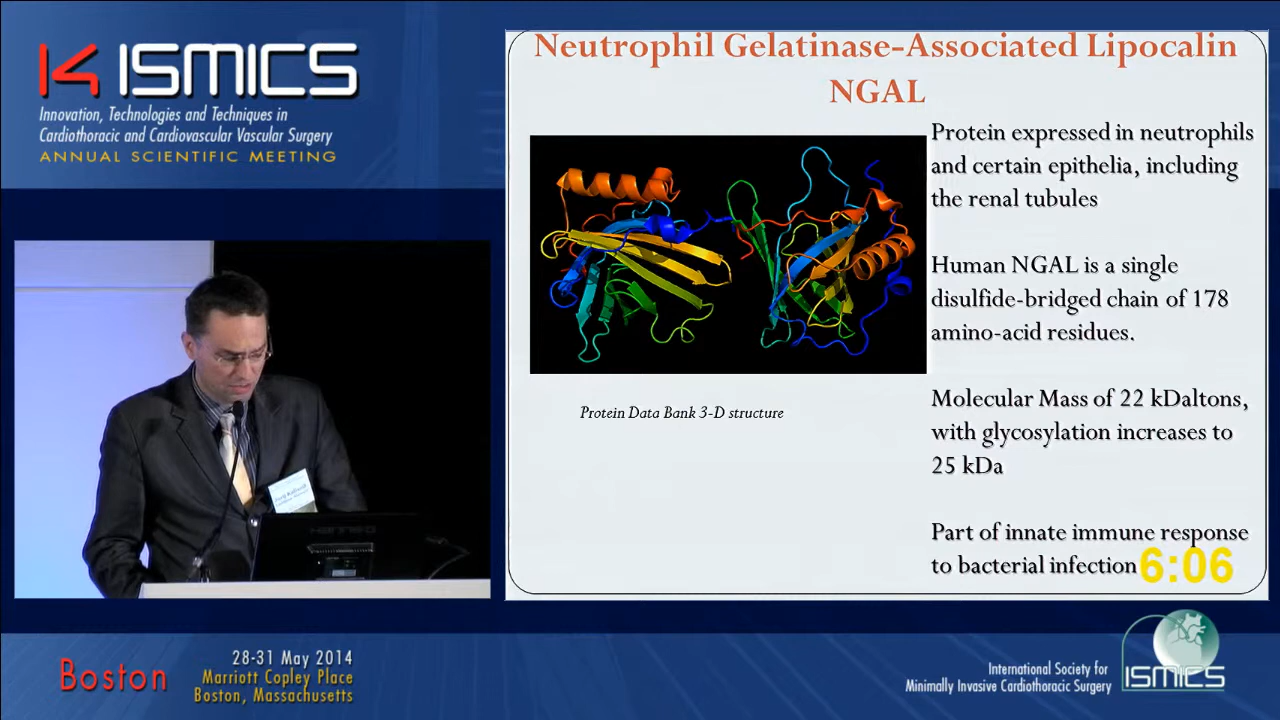 14 ISMICS
Innovation, Technologies and Techniques in
Cardiothoracic and Cardiovascular Vascular Surgery
ANNUAL SCIENTIFIC MEETING
Neutrophil Gelatinase-Associated Lipocalin
NGAL
Protein expressed in neutrophils
and certain epithelia, including
the renal tubules
Human NGAL is a single
disulfide-bridged chain of 178
amino-acid residues.
Molecular Mass of 22 kDaltons,
with glycosylation increases to
25 kDa
Part of innate immune response
to bacterial infection
6:06
Protein Data Bank 3-D structure
Boston
28-31 May 2014
Marriott Copley Place
Boston, Massachusetts
International Society for
Minimally Invasive Cardiothoracic Surgery
ISMICS